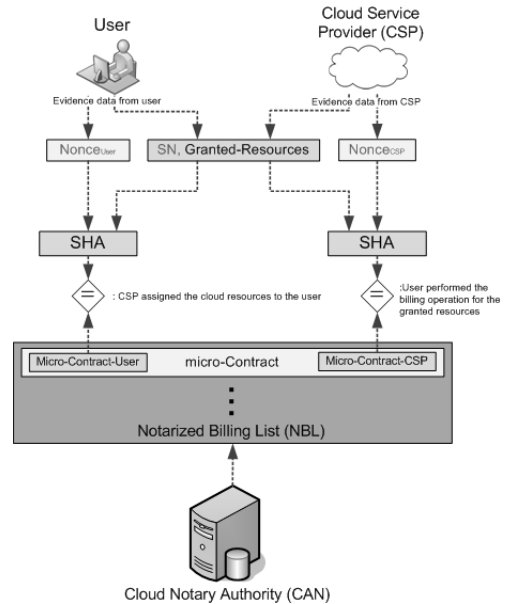 User
Cloud Service
Provider (CSP)
Evidence data from user
Evidence data from CSP
NonceUser
SN, Granted-Resources
NonceCSP
SHA
SHA
=
: CSP assigned the cloud resources to the user
=
:User performed the
billing operation for the
granted resources
Micro-Contract-User
micro-Contract
Micro-Contract-CSP
Notarized Billing List (NBL)
Cloud Notary Authority (CAN)